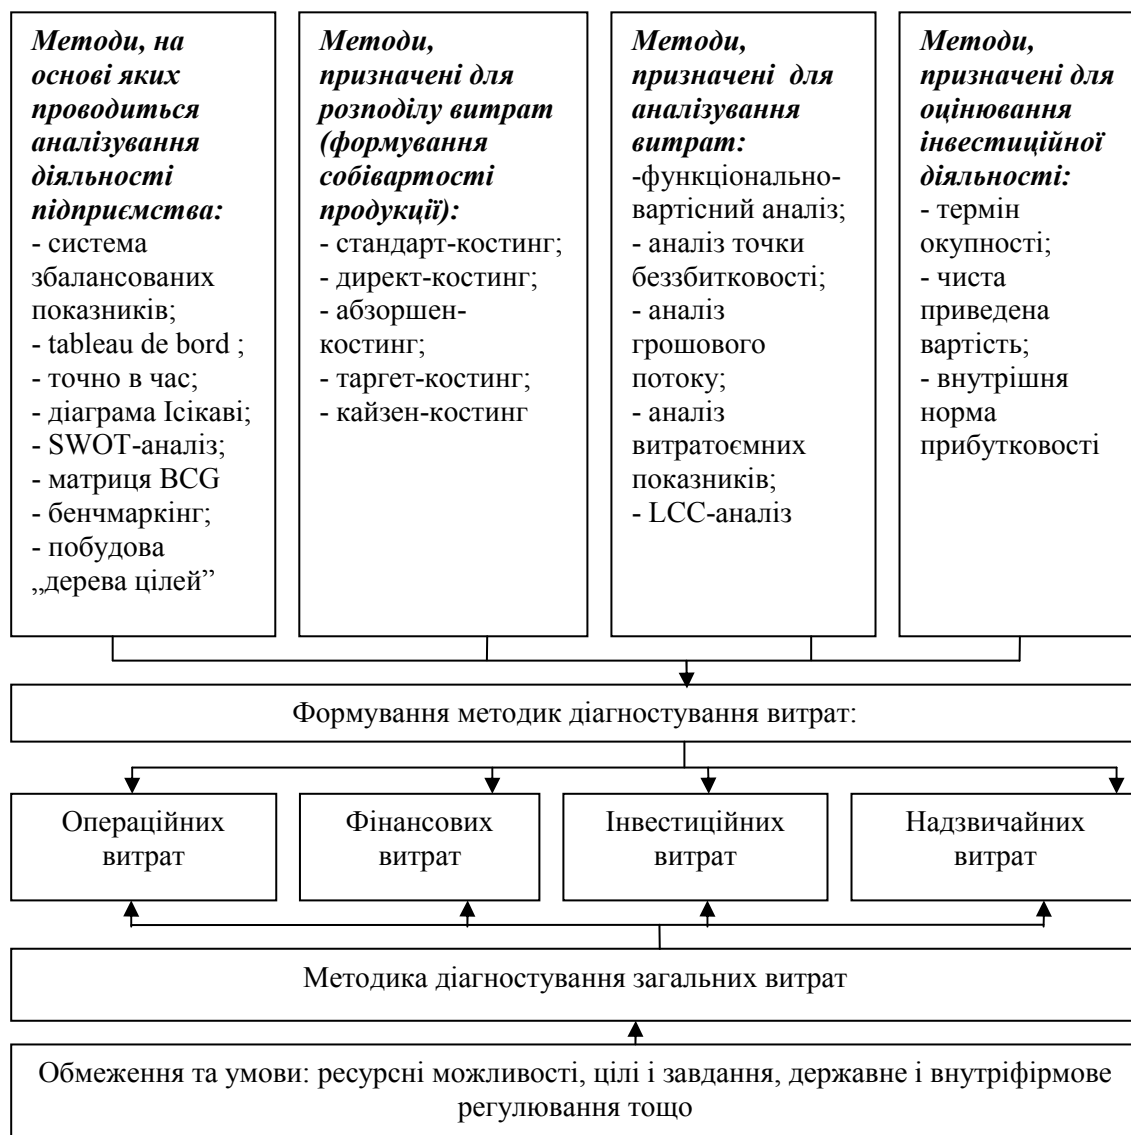 Методи, на
основі яких
проводиться
аналізування
діяльності
підприємства:
- система
збалансованих
показників;
- tableau de bord ;
- точно в час;
- діаграма Ісікаві;
- SWOT-аналіз;
- матриця BCG
- бенчмаркінг;
- побудова
„дерева цілей”
Методи,
призначені для
розподілу витрат
(формування
собівартості
продукції):
- стандарт-костинг;
- директ-костинг;
- абзоршен-
костинг;
- таргет-костинг;
- кайзен-костинг
Методи,
призначені для
аналізування
витрат:
-функціонально-
вартісний аналіз;
- аналіз точки
беззбитковості;
- аналіз
грошового
потоку;
- аналіз
витратоємних
показників;
- LCC-аналіз
Методи,
призначені для
оцінювання
інвестиційної
діяльності:
- термін
окупності;
- чиста
приведена
вартість;
- внутрішня
норма
прибутковості
Формування методик діагностування витрат:
Операційних
витрат
Фінансових
витрат
Інвестиційних
витрат
Надзвичайних
витрат
Методика діагностування загальних витрат
Обмеження та умови: ресурсні можливості, цілі і завдання, державне і внутріфірмове
регулювання тощо